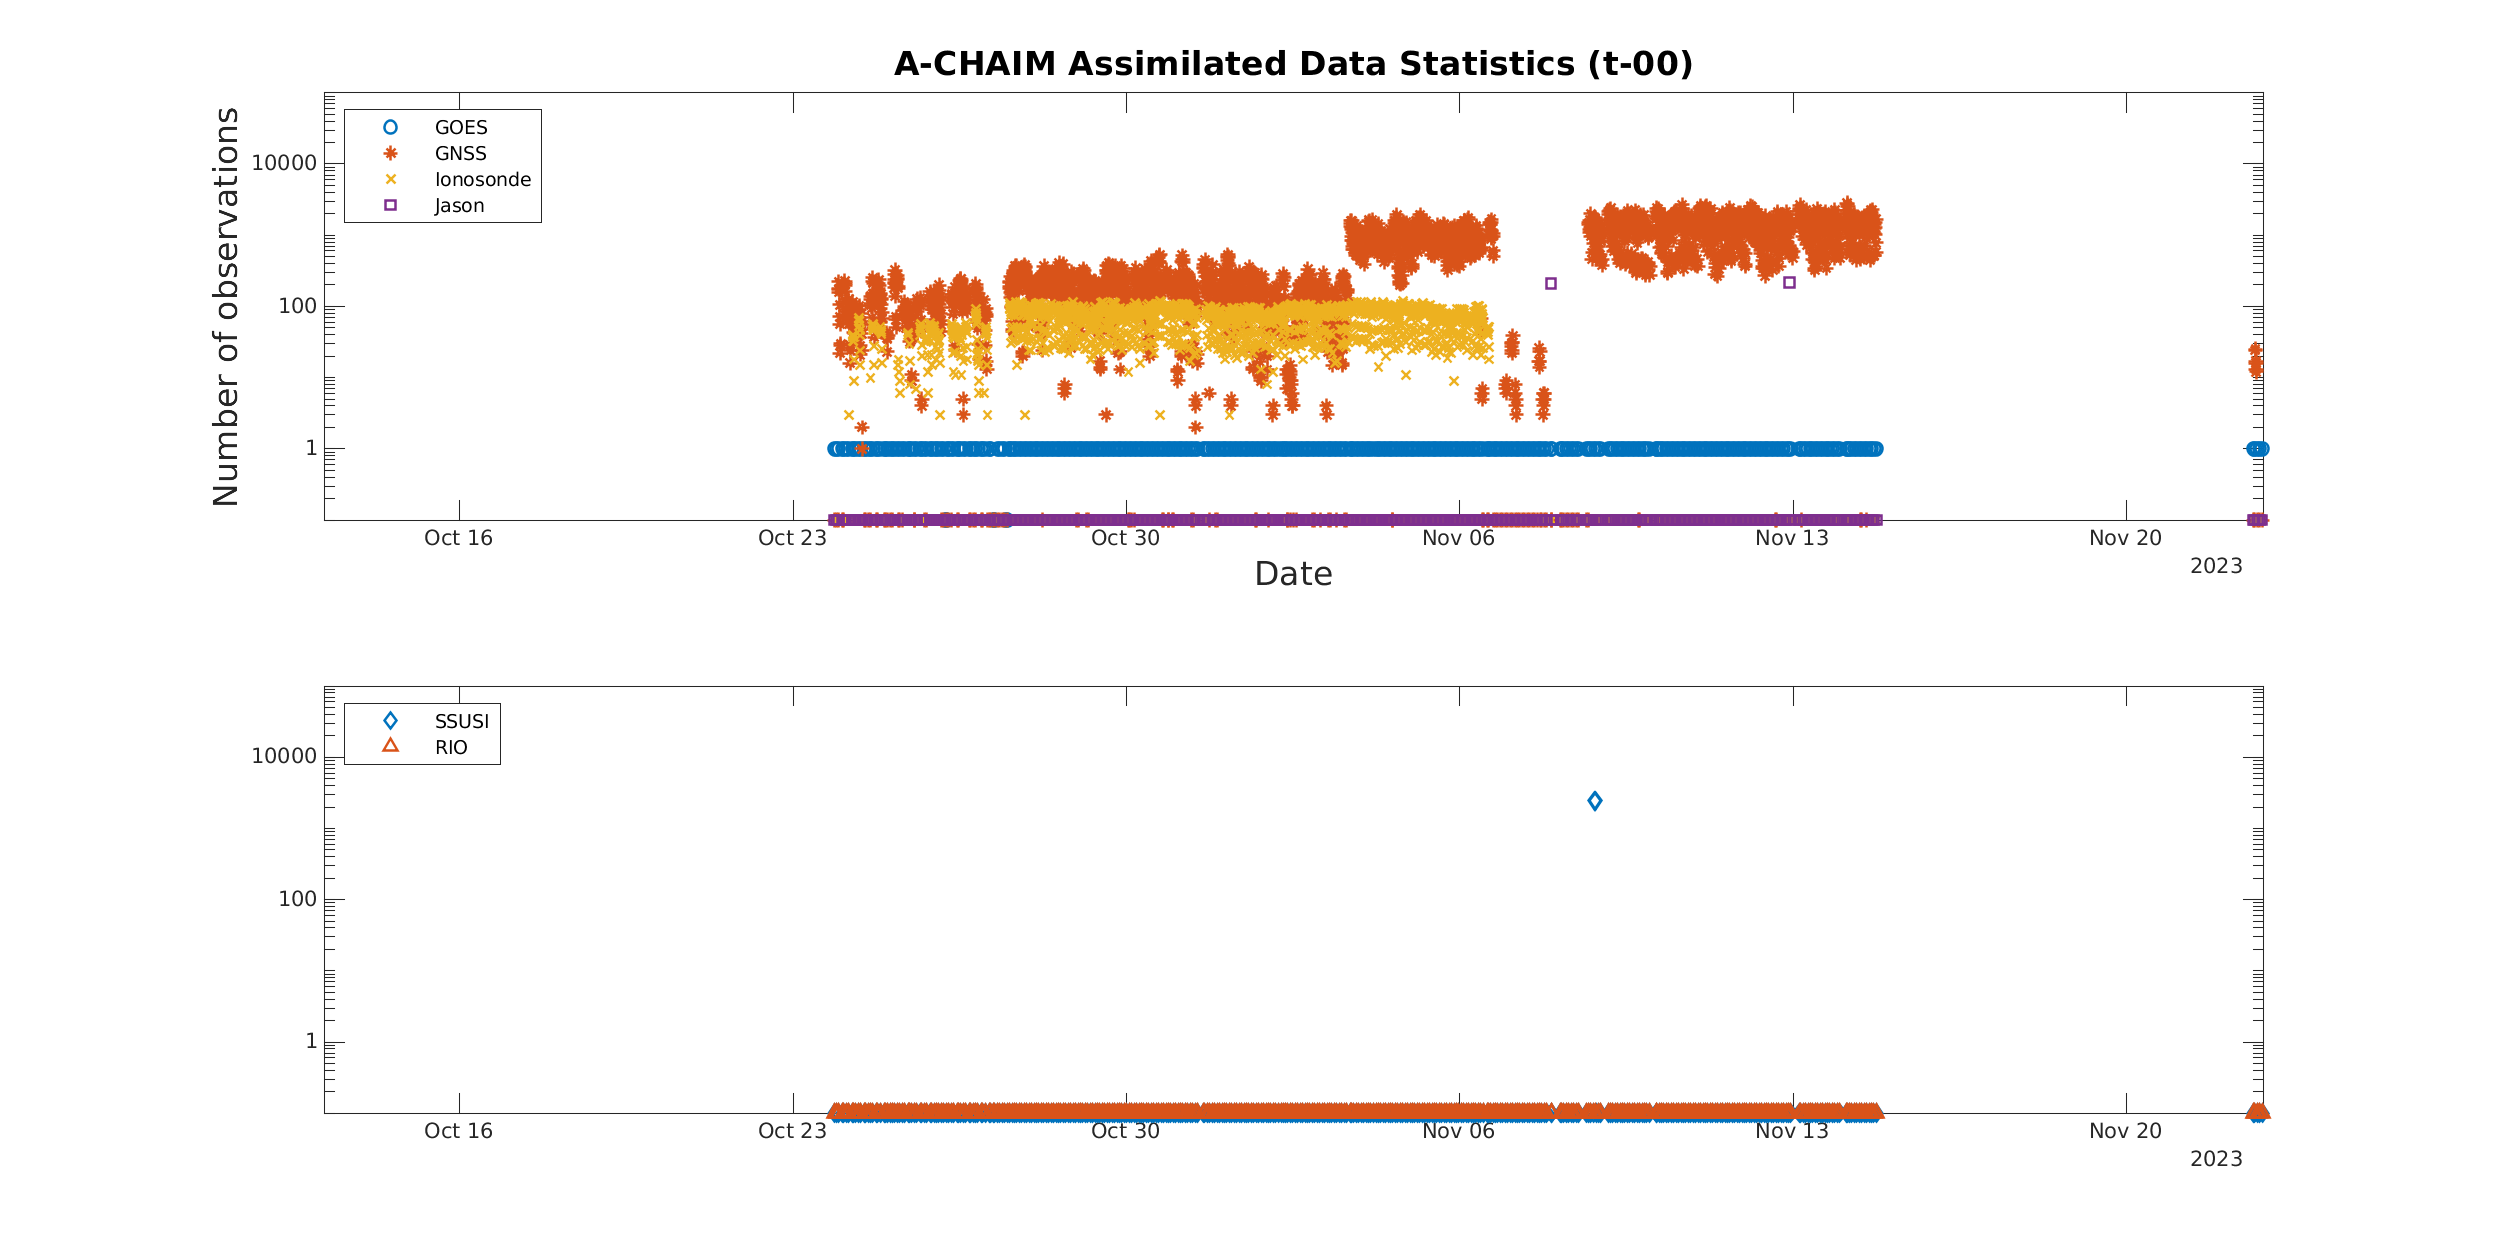 A-CHAIM Assimilated Data Statistics (t-00)
Number of observations
10000
100
1
GOES
GNSS
Ionosonde
Jason
Oct 16
Oct 23
Oct 30
Nov 06
Nov 13
Nov 20
2023
Date
10000
100
1
SSUSI
RIO
Oct 16
Oct 23
Oct 30
Nov 06
Nov 13
Nov 20
2023